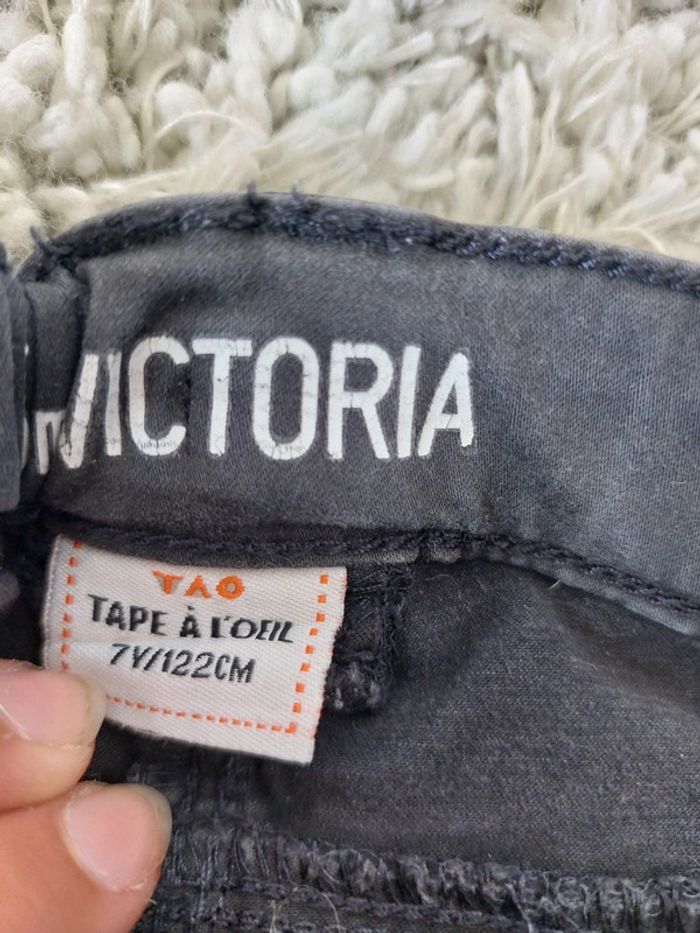 VICTORIA
TAO
TAPE À L'OEIL
7Y/122CM